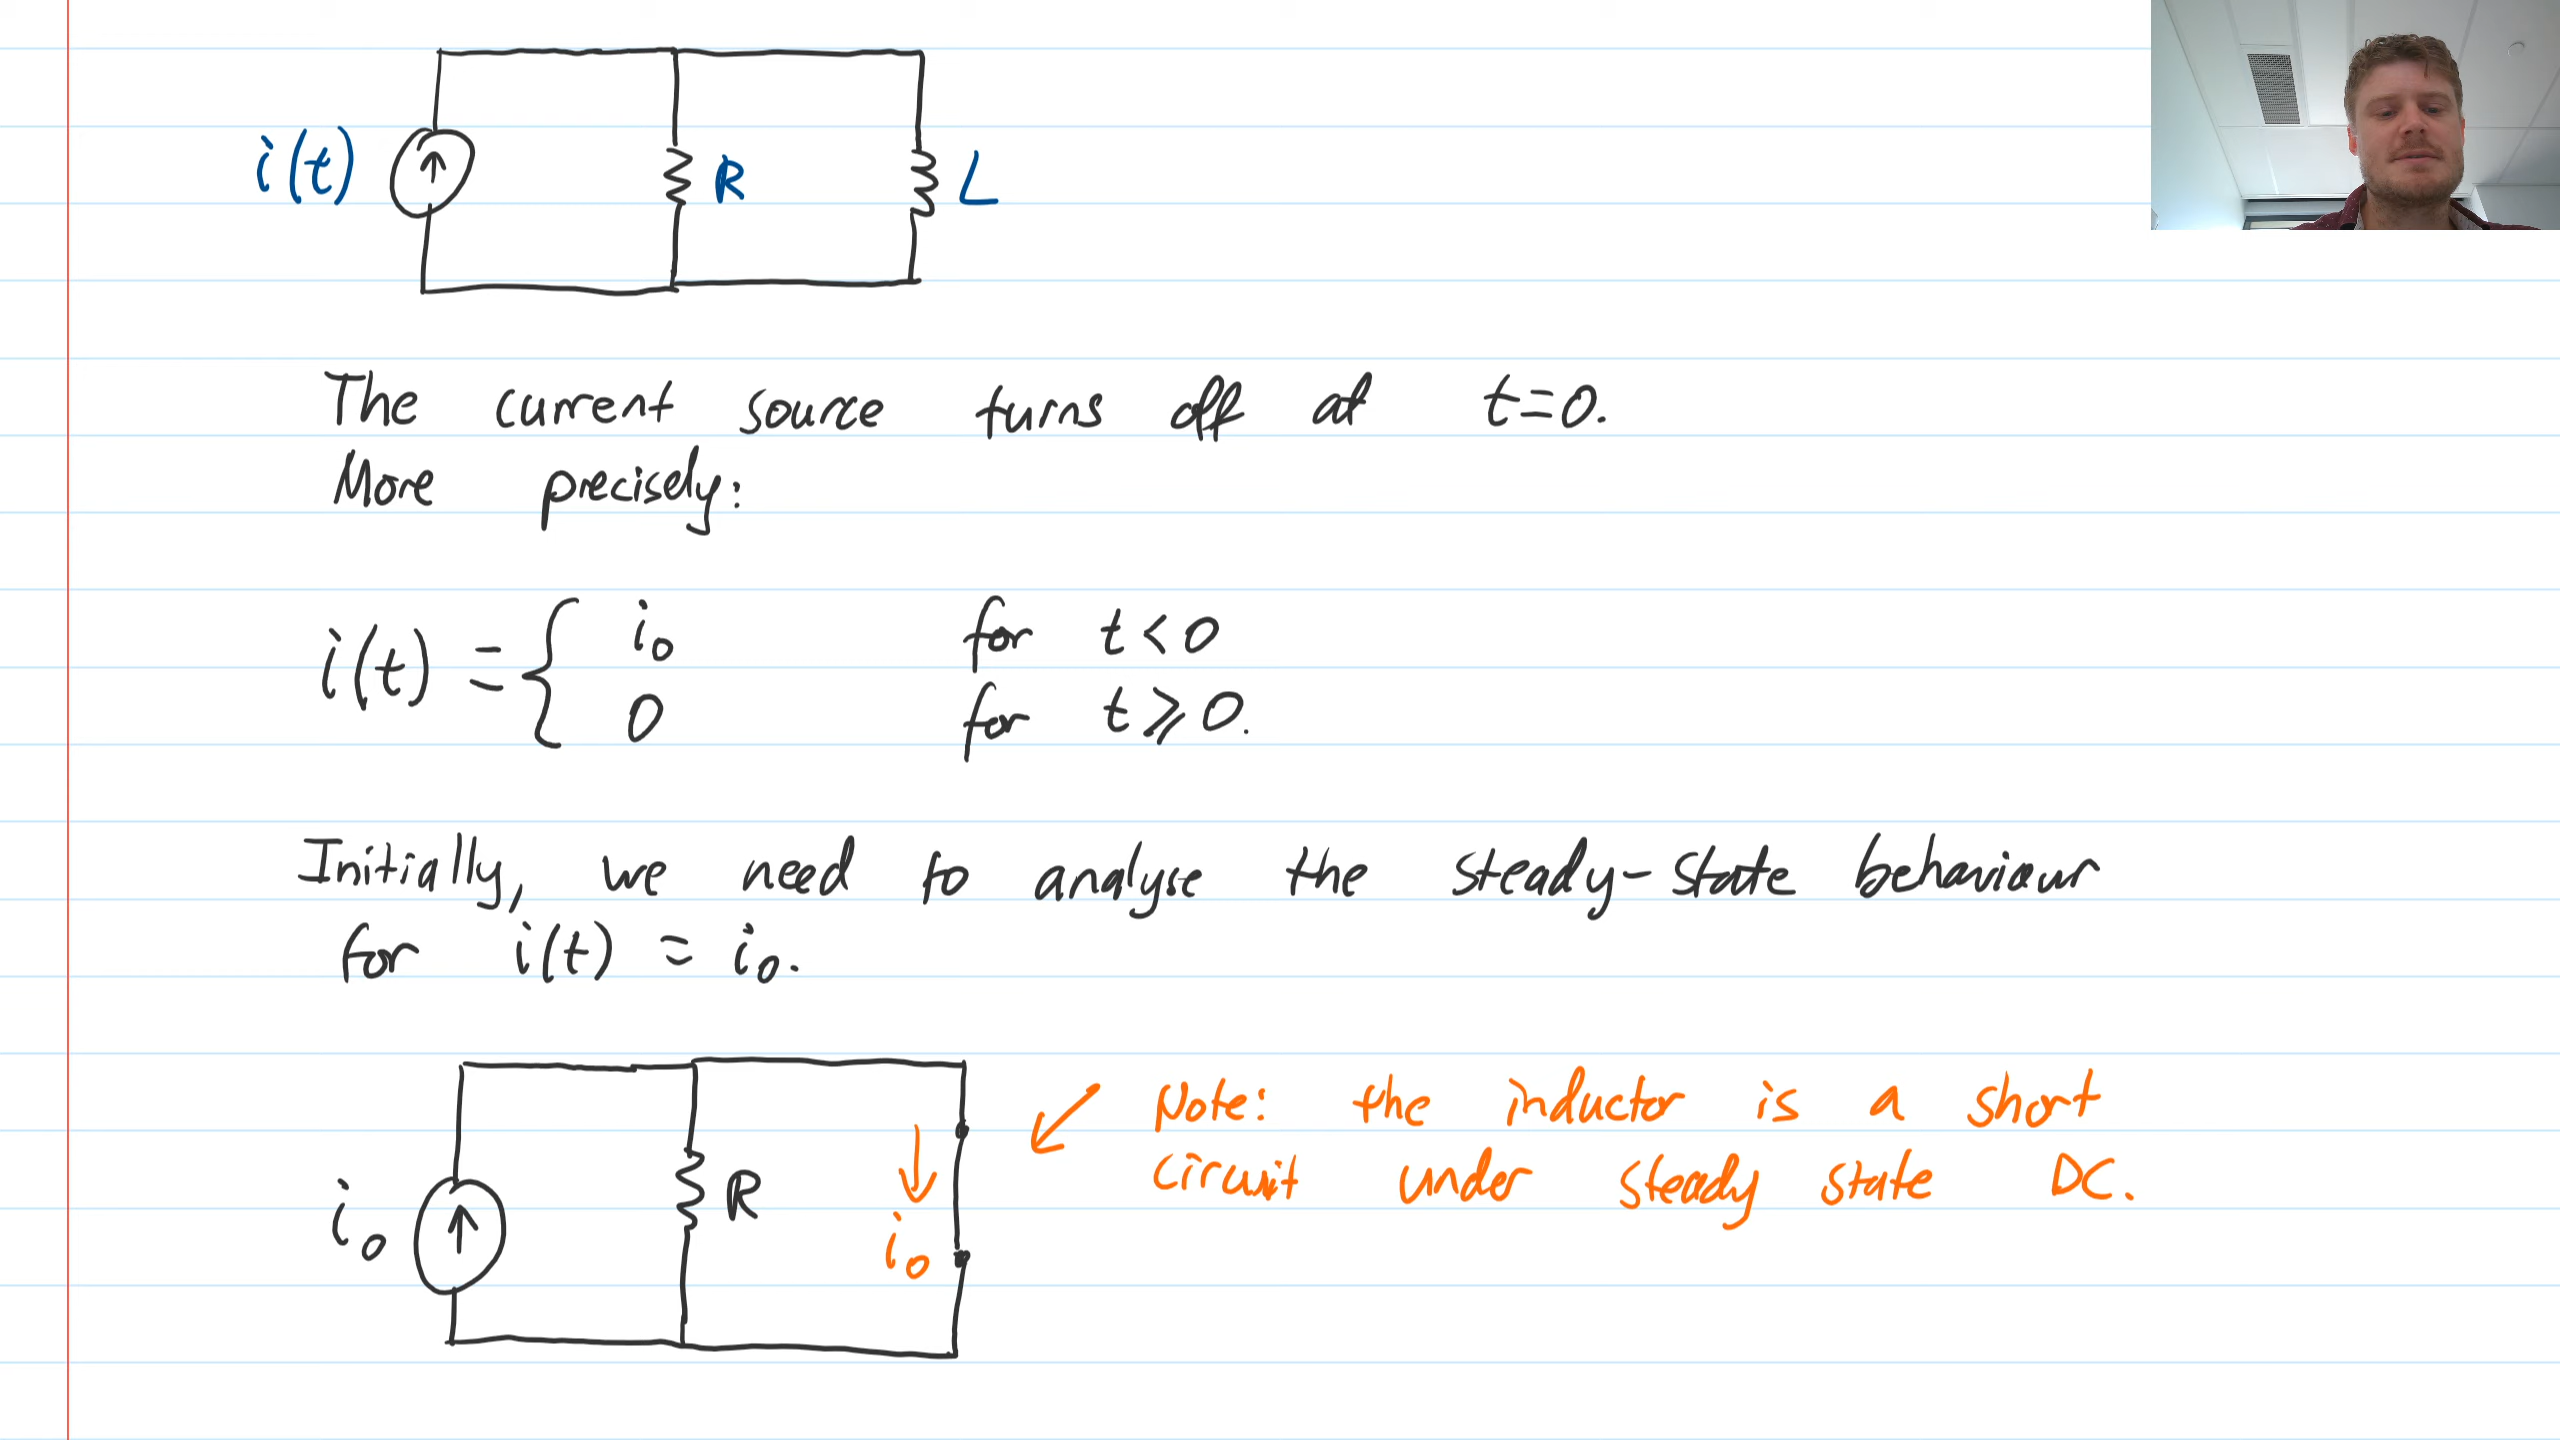 i(t)
R
L
The current source turns off at t=0.
More precisely:
i(t) = { i₀ for t<0
0 for t⩾0.
Initially, we need to analyse the steady-state behaviour
for i(t) = i₀.
Note: the inductor is a short
circuit under steady state DC.
i₀
R
i₀